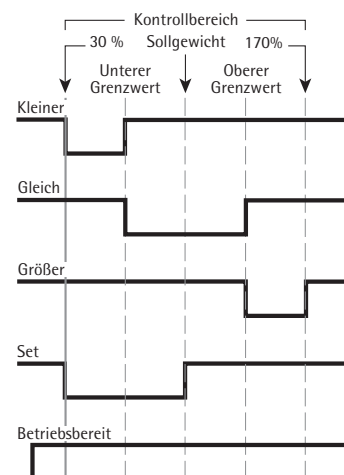 Kontrollbereich
30 % Sollgewicht 170%
Unterer Oberer
Grenzwert Grenzwert
Kleiner
Gleich
Größer
Set
Betriebsbereit